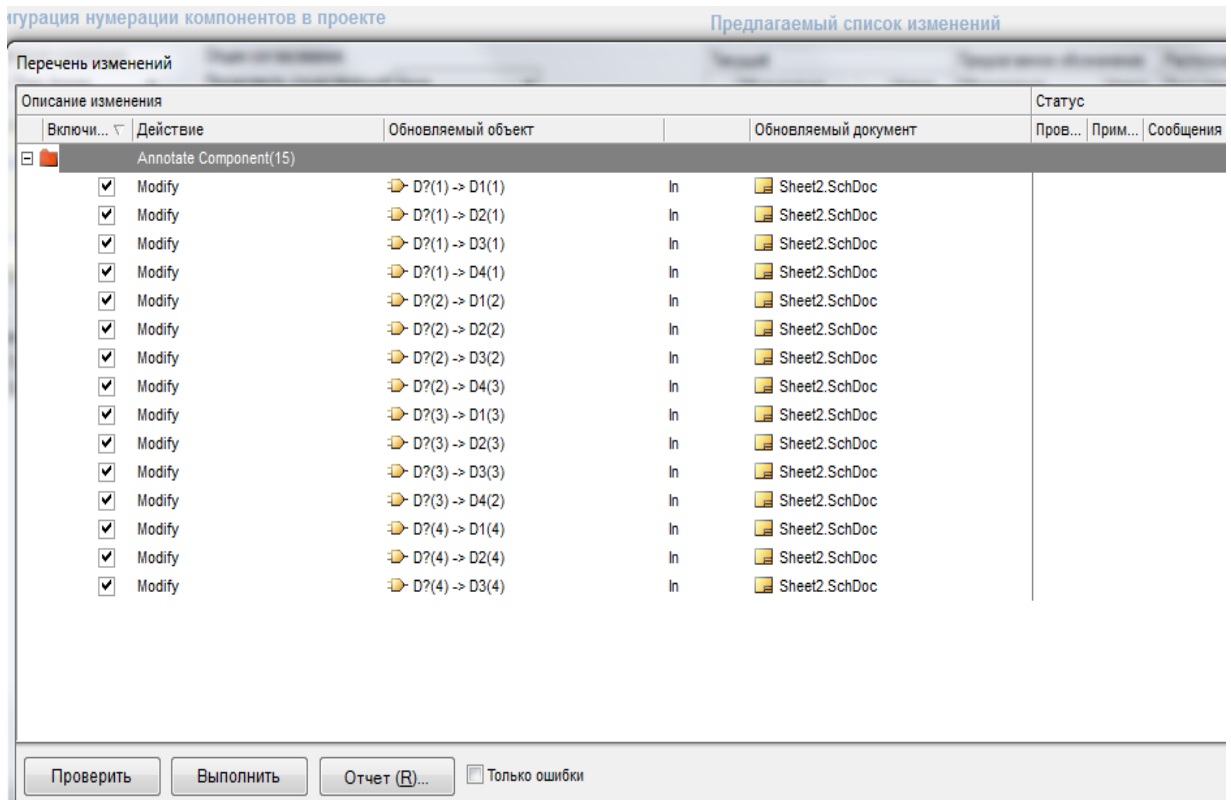 игурация нумерации компонентов в проекте Предлагаемый список изменений
Перечень изменений
Описание изменения Статус
Включи... Действие Обновляемый объект Обновляемый документ Пров... Прим... Сообщения
Annotate Component(15)
Modify D?(1) -> D1(1) In Sheet2.SchDoc
Modify D?(1) -> D2(1) In Sheet2.SchDoc
Modify D?(1) -> D3(1) In Sheet2.SchDoc
Modify D?(1) -> D4(1) In Sheet2.SchDoc
Modify D?(2) -> D1(2) In Sheet2.SchDoc
Modify D?(2) -> D2(2) In Sheet2.SchDoc
Modify D?(2) -> D3(2) In Sheet2.SchDoc
Modify D?(2) -> D4(3) In Sheet2.SchDoc
Modify D?(3) -> D1(3) In Sheet2.SchDoc
Modify D?(3) -> D2(3) In Sheet2.SchDoc
Modify D?(3) -> D3(3) In Sheet2.SchDoc
Modify D?(3) -> D4(2) In Sheet2.SchDoc
Modify D?(4) -> D1(4) In Sheet2.SchDoc
Modify D?(4) -> D2(4) In Sheet2.SchDoc
Modify D?(4) -> D3(4) In Sheet2.SchDoc
Проверить Выполнить Отчет (R)... Только ошибки